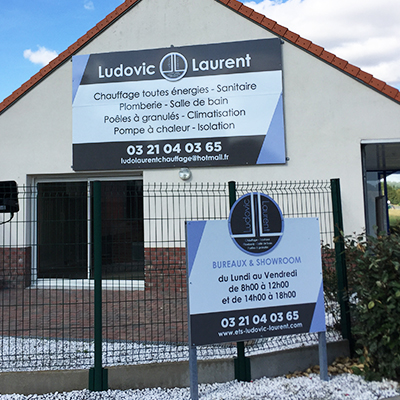 Ludovic Laurent
Chauffage toutes énergies - Sanitaire
Plomberie - Salle de bain
Poêles à granulés - Climatisation
Pompe à chaleur - Isolation
03 21 04 03 65
ludolaurentchauffage@hotmail.fr
Ludovic
Laurent
BUREAUX & SHOWROOM
du Lundi au Vendredi
de 8h00 à 12h00
et de 14h00 à 18h00
03 21 04 03 65
www.ets-ludovic-laurent.com